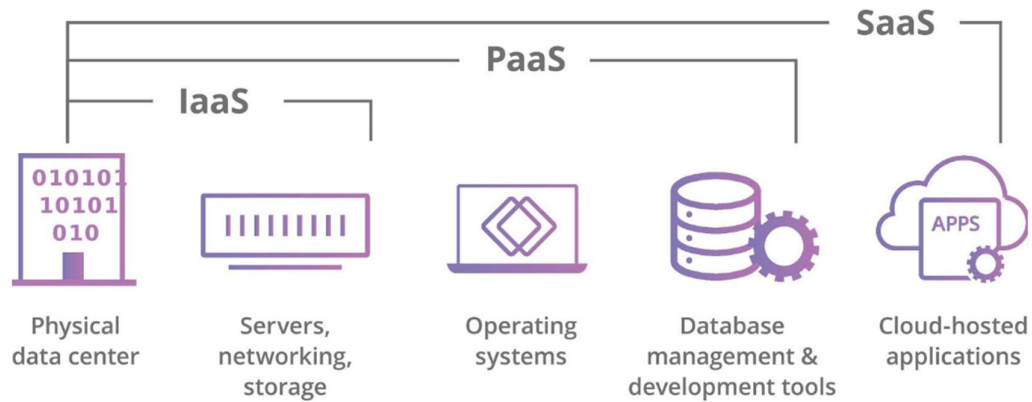 SaaS
PaaS
IaaS
010101
10101
010
APPS
Physical
data center
Servers,
networking,
storage
Operating
systems
Database
management &
development tools
Cloud-hosted
applications